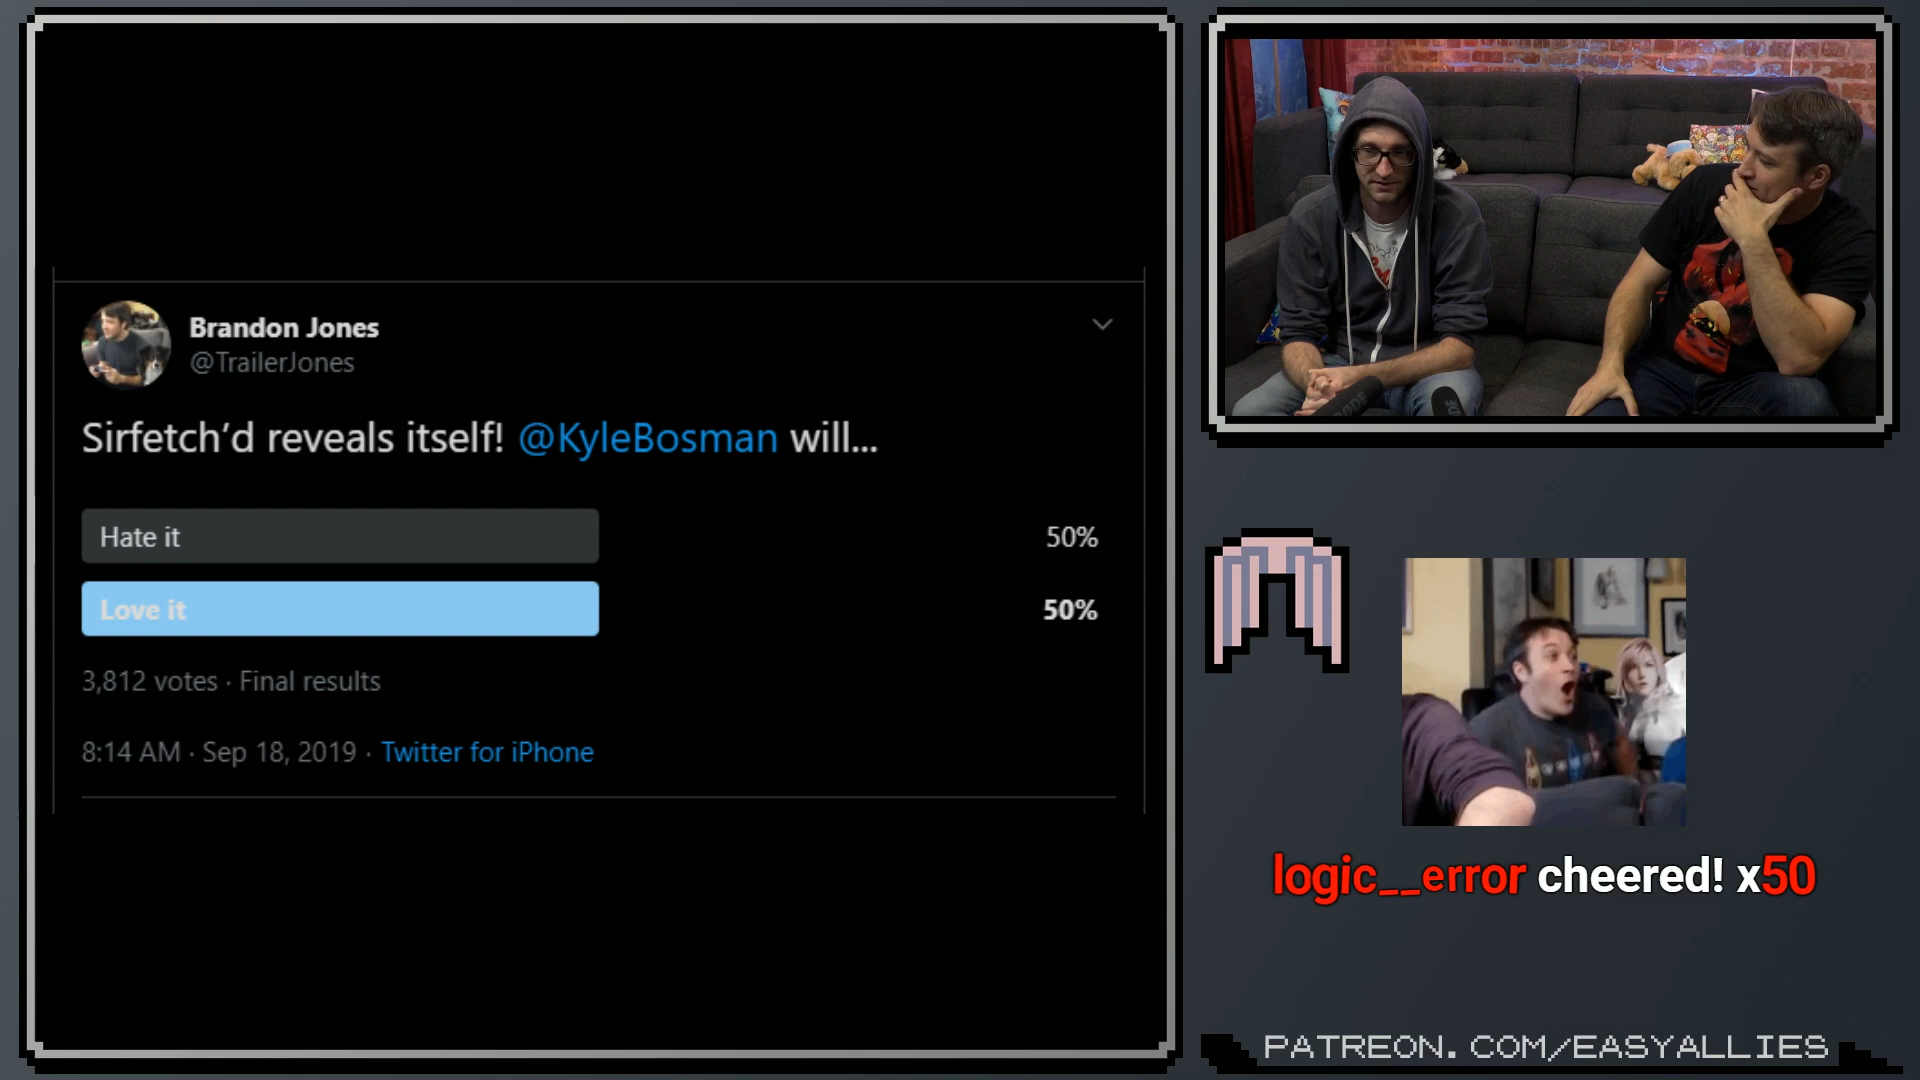 Brandon Jones
@TrailerJones
Sirfetch’d reveals itself! @KyleBosman will...
Hate it 50%
Love it 50%
3,812 votes · Final results
8:14 AM · Sep 18, 2019 · Twitter for iPhone
RODE
logic__error cheered! x50
PATREON. COM/EASYALLIES